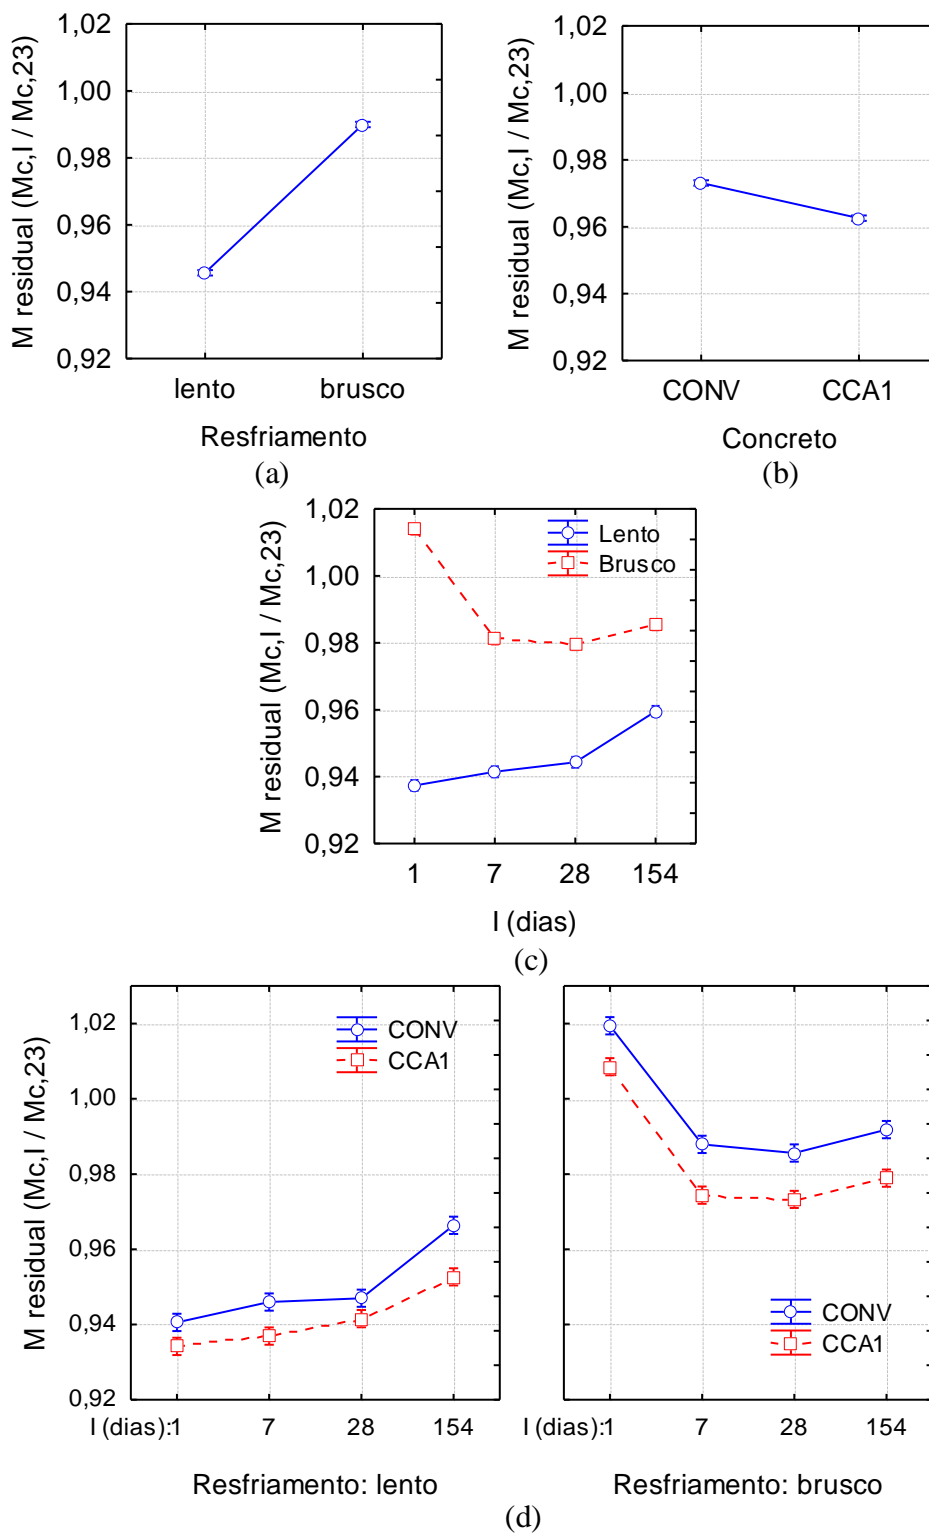 M residual (Mc,I / Mc,23)
1,02
1,00
0,98
0,96
0,94
0,92
lento brusco
Resfriamento
(a)
M residual (Mc,I / Mc,23)
1,02
1,00
0,98
0,96
0,94
0,92
CONV CCA1
Concreto
(b)
M residual (Mc,I / Mc,23)
1,02
1,00
0,98
0,96
0,94
0,92
Lento
Brusco
1 7 28 154
I (dias)
(c)
M residual (Mc,I / Mc,23)
1,02
1,00
0,98
0,96
0,94
0,92
CONV
CCA1
I (dias):1 7 28 154
Resfriamento: lento
CONV
CCA1
I (dias):1 7 28 154
Resfriamento: brusco
(d)